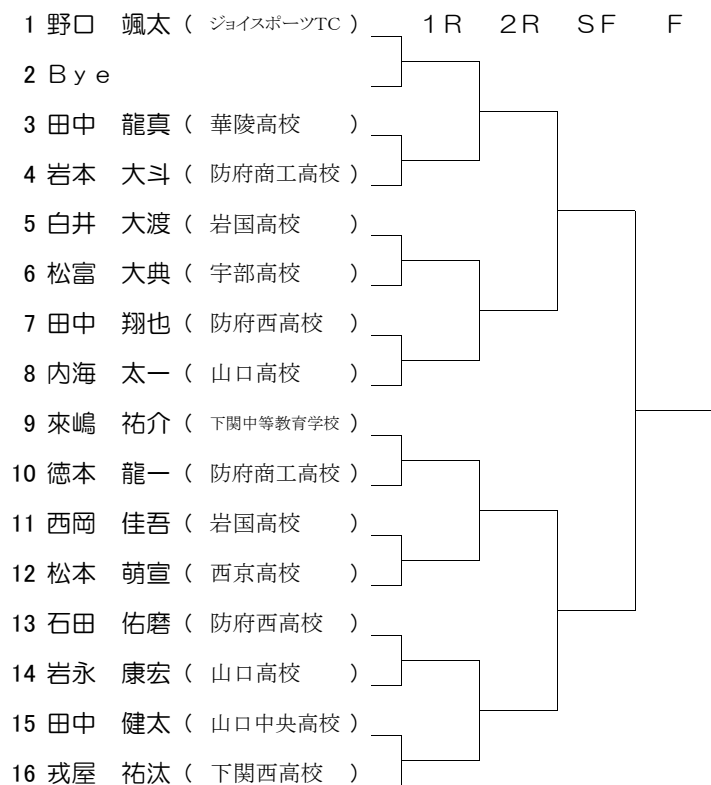 1 野口　颯太（ ジョイスポーツTC ）　１Ｒ　２Ｒ　ＳＦ　Ｆ
2 Ｂｙｅ
3 田中　龍真（ 華陵高校 ）
4 岩本　大斗（ 防府商工高校 ）
5 白井　大渡（ 岩国高校 ）
6 松富　大典（ 宇部高校 ）
7 田中　翔也（ 防府西高校 ）
8 内海　太一（ 山口高校 ）
9 來嶋　祐介（ 下関中等教育学校 ）
10 徳本　龍一（ 防府商工高校 ）
11 西岡　佳吾（ 岩国高校 ）
12 松本　萌宣（ 西京高校 ）
13 石田　佑磨（ 防府西高校 ）
14 岩永　康宏（ 山口高校 ）
15 田中　健太（ 山口中央高校 ）
16 戎屋　祐汰（ 下関西高校 ）